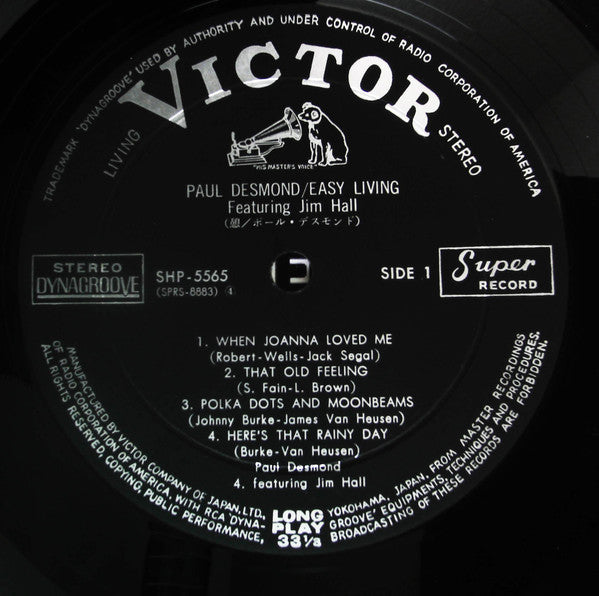 TRADEMARK 'DYNAGROOVE' USED BY AUTHORITY AND UNDER CONTROL OF RADIO CORPORATION OF AMERICA
LIVING
VICTOR
STEREO
"HIS MASTER'S VOICE"
PAUL DESMOND/EASY LIVING
Featuring Jim Hall
(憩/ポール・デスモンド)
STEREO
DYNAGROOVE
SHP-5565
(SPRS-8883) ④
SIDE 1
Super
RECORD
1. WHEN JOANNA LOVED ME
(Robert-Wells-Jack Segal)
2. THAT OLD FEELING
(S. Fain-L. Brown)
3. POLKA DOTS AND MOONBEAMS
(Johnny Burke-James Van Heusen)
4. HERE'S THAT RAINY DAY
(Burke-Van Heusen)
Paul Desmond
4. featuring Jim Hall
MANUFACTURED BY VICTOR COMPANY OF JAPAN, LTD., YOKOHAMA, JAPAN, FROM MASTER RECORDINGS
OF RADIO CORPORATION OF AMERICA, WITH RCA 'DYNA-GROOVE' EQUIPMENTS, TECHNIQUES AND PROCEDURES.
ALL RIGHTS RESERVED, COPYING, PUBLIC PERFORMANCE, BROADCASTING OF THESE RECORDS ARE FORBIDDEN.
LONG
PLAY
33⅓